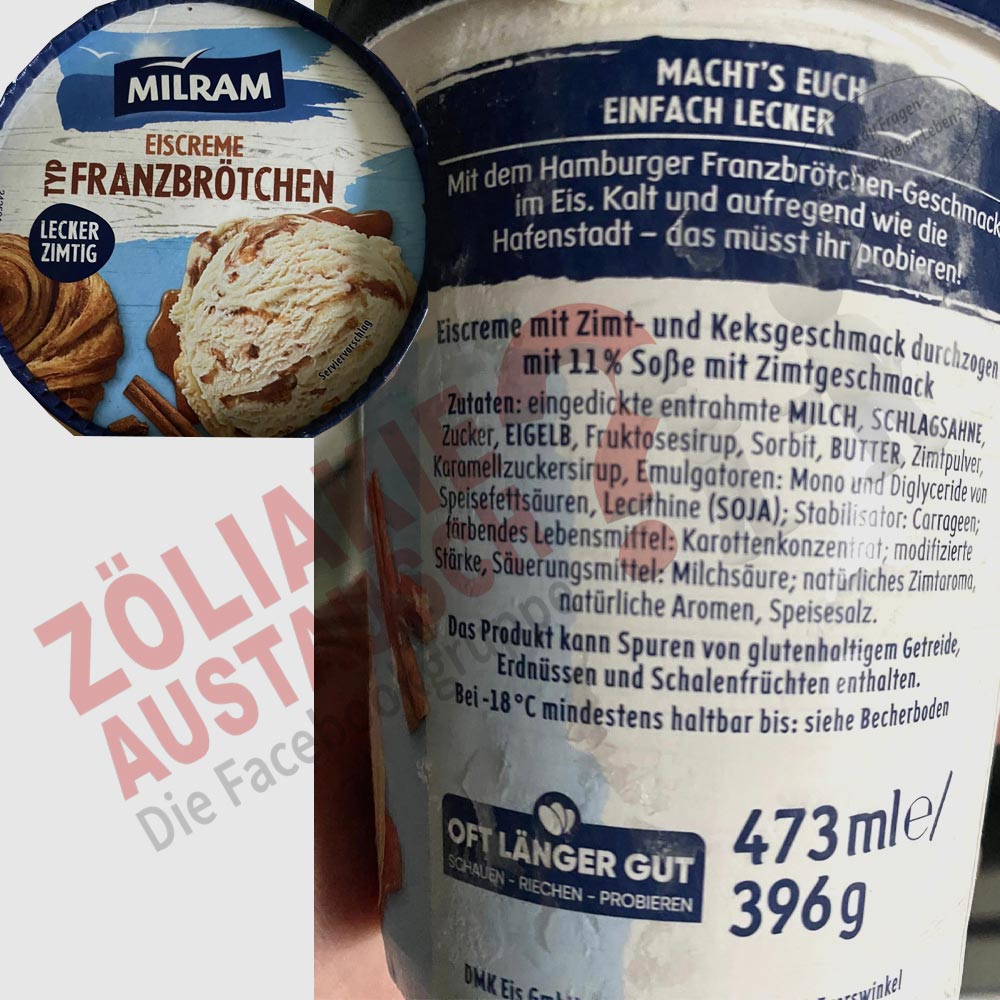 MILRAM
EISCREME
TYP FRANZBRÖTCHEN
LECKER
ZIMTIG
Serviervorschlag
MACHT'S EUCH
EINFACH LECKER
Mit dem Hamburger Franzbrötchen-Geschmack
im Eis. Kalt und aufregend wie die
Hafenstadt – das müsst ihr probieren!
Eiscreme mit Zimt- und Keksgeschmack durchzogen
mit 11% Soße mit Zimtgeschmack
Zutaten: eingedickte entrahmte MILCH, SCHLAGSAHNE,
Zucker, EIGELB, Fruktosesirup, Sorbit, BUTTER, Zimtpulver,
Karamellzuckersirup, Emulgatoren: Mono und Diglyceride von
Speisefettsäuren, Lecithine (SOJA); Stabilisator: Carrageen;
färbendes Lebensmittel: Karottenkonzentrat; modifizierte
Stärke, Säuerungsmittel: Milchsäure; natürliches Zimtaroma,
natürliche Aromen, Speisesalz.
Das Produkt kann Spuren von glutenhaltigem Getreide,
Erdnüssen und Schalenfrüchten enthalten.
Bei -18°C mindestens haltbar bis: siehe Becherboden
OFT LÄNGER GUT
SCHAUEN - RIECHEN - PROBIEREN
473 ml e/
396 g
DMK Eis
ZÖLIAKIE
AUSTAUSCH
Die Facebookgruppe
?